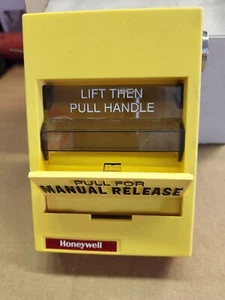 LIFT THEN
PULL HANDLE
PULL FOR
MANUAL RELEASE
Honeywell